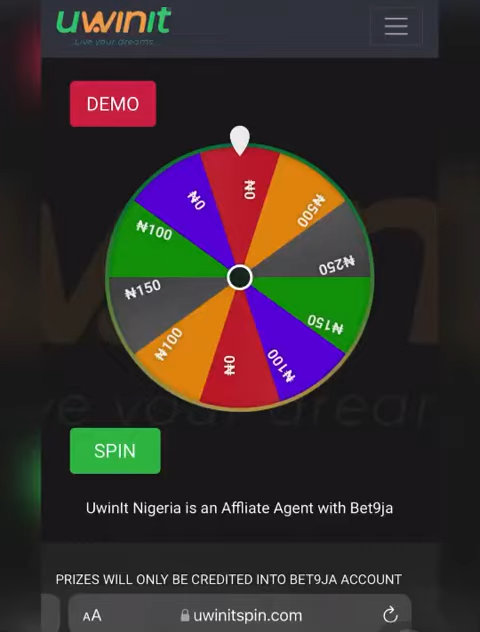 uwinit
...Live your dreams...
DEMO
₦0
₦500
₦250
₦150
₦100
₦0
₦100
₦150
₦100
₦0
SPIN
UwinIt Nigeria is an Affliate Agent with Bet9ja
PRIZES WILL ONLY BE CREDITED INTO BET9JA ACCOUNT
AA
uwinitspin.com